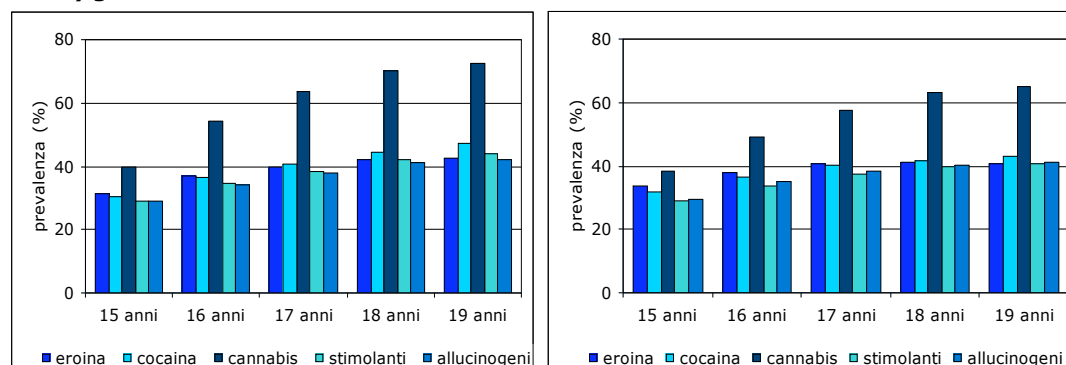 80
60
40
20
0
prevalenza (%)
15 anni 16 anni 17 anni 18 anni 19 anni
eroina cocaina cannabis stimolanti allucinogeni
80
60
40
20
0
prevalenza (%)
15 anni 16 anni 17 anni 18 anni 19 anni
eroina cocaina cannabis stimolanti allucinogeni